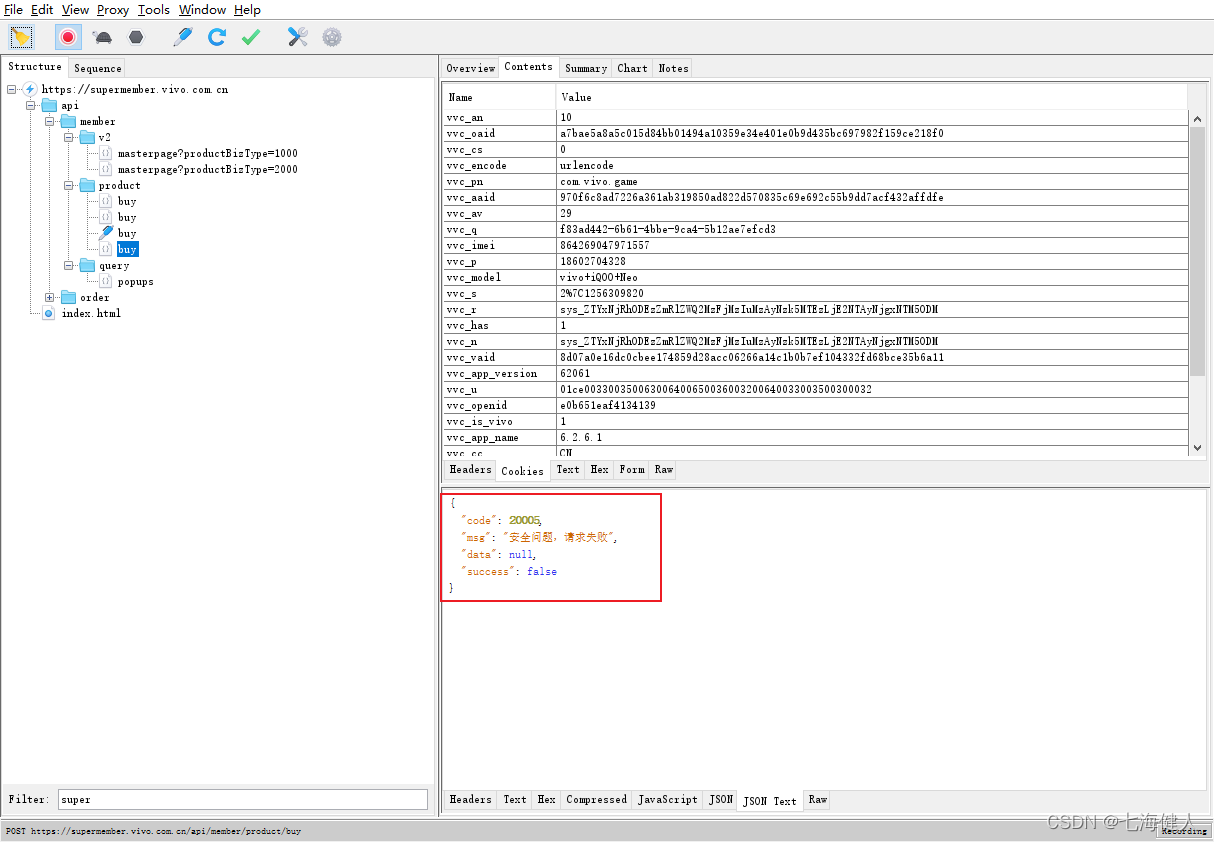 File Edit View Proxy Tools Window Help
Structure Sequence
https://supermember.vivo.com.cn
api
member
v2
masterpage?productBizType=1000
masterpage?productBizType=2000
product
buy
buy
buy
buy
query
popups
order
index.html
Filter: super
Overview Contents Summary Chart Notes
Name Value
vvc_an 10
vvc_oaid a7bae5a8a5c015d84bb01494a10359e34e401e0b9d435bc697982f159ce218f0
vvc_cs 0
vvc_encode urlencode
vvc_pn com.vivo.game
vvc_aaid 970f6c8ad7226a361ab319850ad822d570835c69e692c55b9dd7acf432affdfe
vvc_av 29
vvc_q f83ad442-6b61-4bbe-9ca4-5b12ae7efcd3
vvc_imei 864269047971557
vvc_p 18602704328
vvc_model vivo+iQOO+Neo
vvc_s 2%7C1256309820
vvc_r sys_ZTYxNjRhODEzZmRlZWQ2MzFjMzIuMzAyNzk5MTEzLjE2NTAyNjgxNTM5ODM
vvc_has 1
vvc_n sys_ZTYxNjRhODEzZmRlZWQ2MzFjMzIuMzAyNzk5MTEzLjE2NTAyNjgxNTM5ODM
vvc_vaid 8d07a0e16dc0cbee174859d28acc06266a14c1b0b7ef104332fd68bce35b6a11
vvc_app_version 62061
vvc_u 01ce003300350063006400650036003200640033003500300032
vvc_openid e0b651eaf4134139
vvc_is_vivo 1
vvc_app_name 6.2.6.1
vvc_cc CN
Headers Cookies Text Hex Form Raw
{
"code": 20005,
"msg": "安全问题，请求失败",
"data": null,
"success": false
}
Headers Text Hex Compressed JavaScript JSON JSON Text Raw
POST https://supermember.vivo.com.cn/api/member/product/buy
CSDN @七海健人
Recording